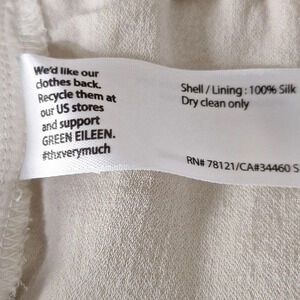 We'd like our
clothes back.
Recycle them at
our US stores
and support
GREEN EILEEN.
#thxverymuch
Shell / Lining : 100% Silk
Dry clean only
RN# 78121/CA#34460 S